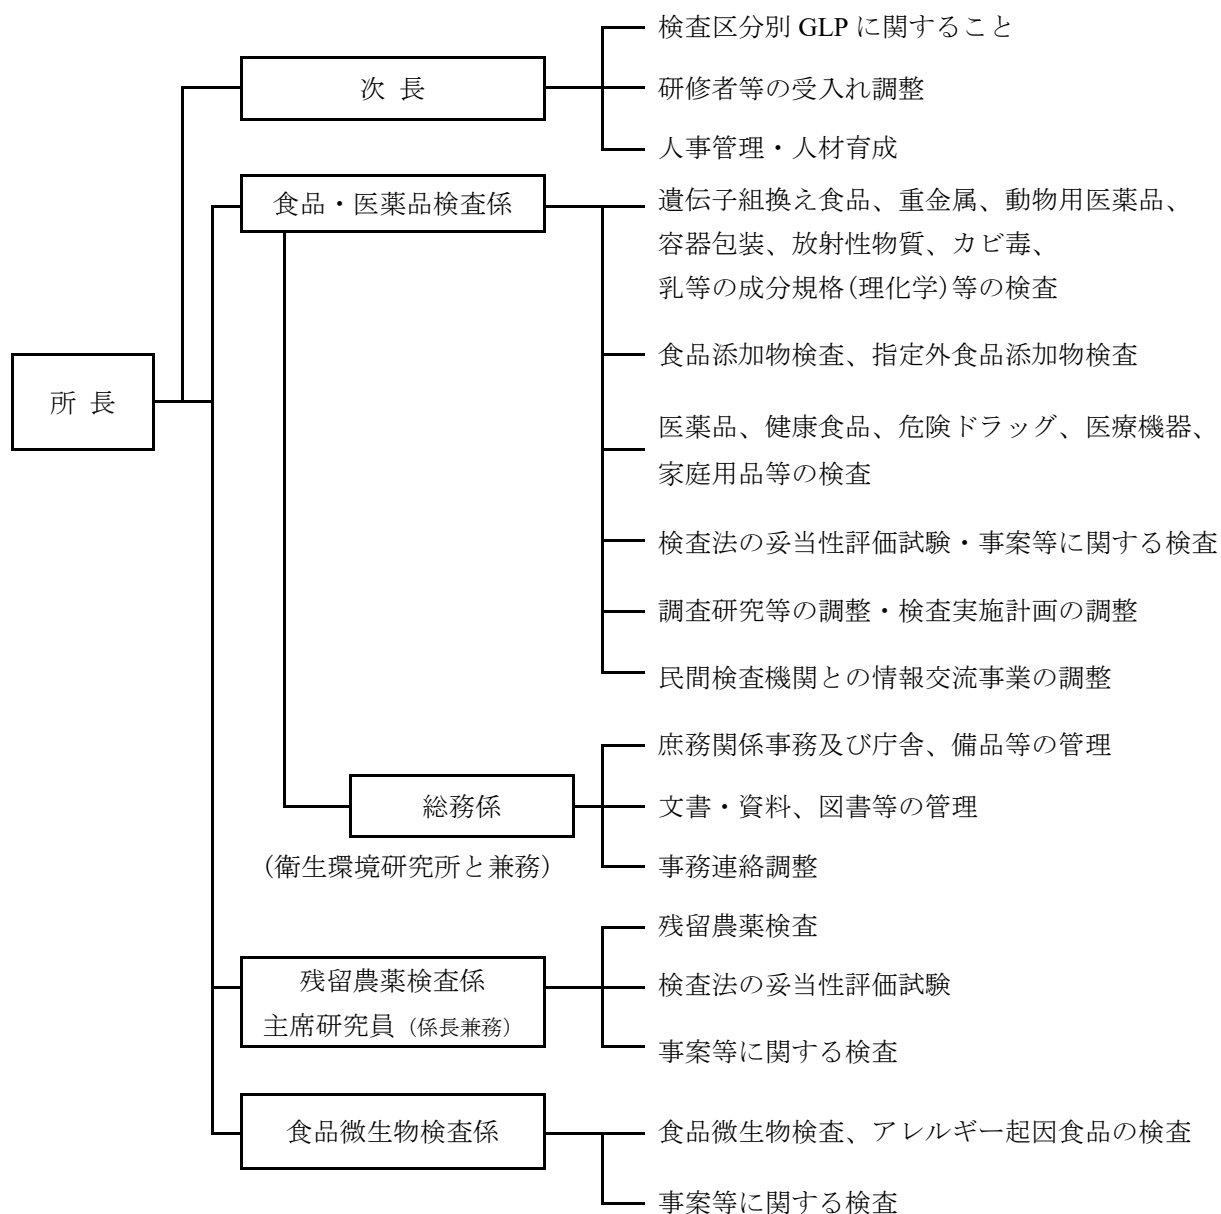 検査区分別 GLP に関すること
次 長
研修者等の受入れ調整
人事管理・人材育成
食品・医薬品検査係
遺伝子組換え食品、重金属、動物用医薬品、
容器包装、放射性物質、カビ毒、
乳等の成分規格(理化学)等の検査
所 長
食品添加物検査、指定外食品添加物検査
医薬品、健康食品、危険ドラッグ、医療機器、
家庭用品等の検査
検査法の妥当性評価試験・事案等に関する検査
調査研究等の調整・検査実施計画の調整
民間検査機関との情報交流事業の調整
庶務関係事務及び庁舎、備品等の管理
総務係
文書・資料、図書等の管理
(衛生環境研究所と兼務)
事務連絡調整
残留農薬検査
残留農薬検査係
主席研究員 (係長兼務)
検査法の妥当性評価試験
事案等に関する検査
食品微生物検査係
食品微生物検査、アレルギー起因食品の検査
事案等に関する検査